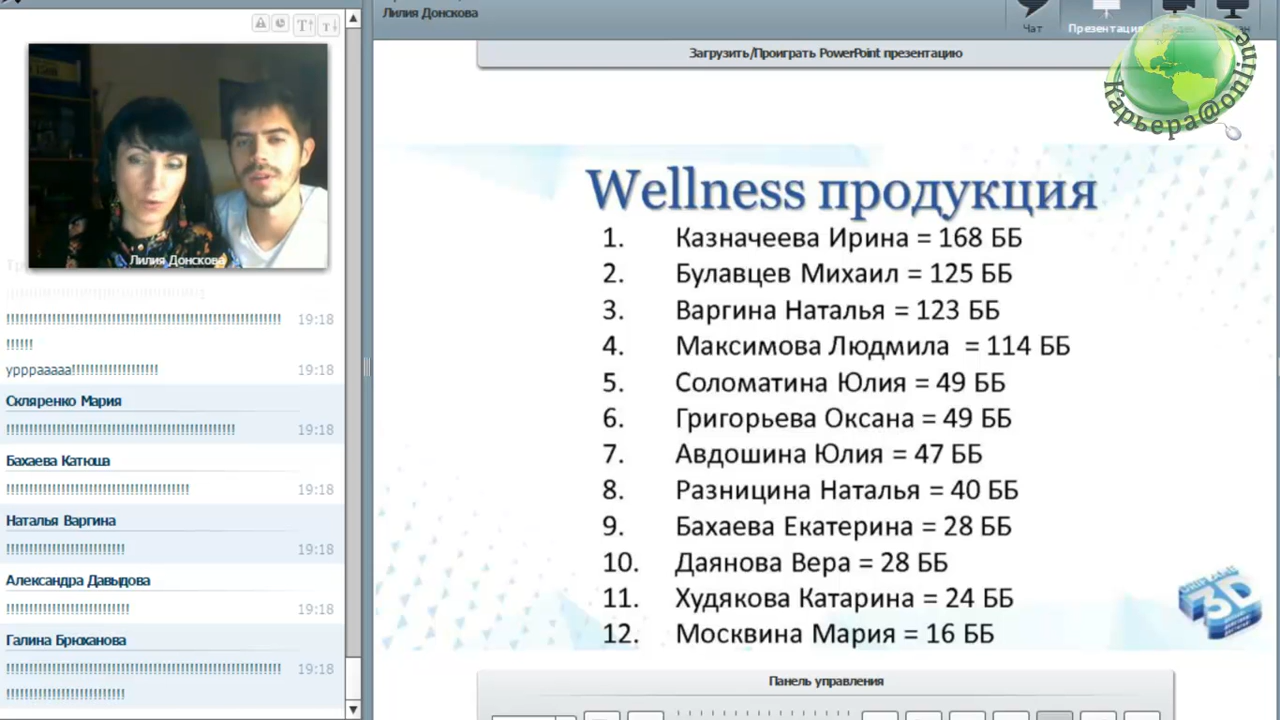 Лилия Донскова
Чат
Презентация
Загрузить/Проиграть PowerPoint презентацию
Карьера@online
Лилия Донскова
!!!!!!!!!!!!!!!!!!!!!!!!!!!!!!!!!!!!!!!!!!!!!!!!!!!!!!!!!!!! 19:18
!!!!!!
урррааааа!!!!!!!!!!!!!!!!!!! 19:18
Скляренко Мария
!!!!!!!!!!!!!!!!!!!!!!!!!!!!!!!!!!!!!!!!!!!!!!!!!! 19:18
Бахаева Катюша
!!!!!!!!!!!!!!!!!!!!!!!!!!!!!!!!!!!!!!!! 19:18
Наталья Варгина
!!!!!!!!!!!!!!!!!!!!!!!!!! 19:18
Александра Давыдова
!!!!!!!!!!!!!!!!!!!!!!!!!!! 19:18
Галина Брюханова
!!!!!!!!!!!!!!!!!!!!!!!!!!!!!!!!!!!!!!!!!!!!!!!!!!!!!!!!!!!! 19:18
!!!!!!!!!!!!!!!!!!!!!!!!!!
Wellness продукция
1. Казначеева Ирина = 168 ББ
2. Булавцев Михаил = 125 ББ
3. Варгина Наталья = 123 ББ
4. Максимова Людмила = 114 ББ
5. Соломатина Юлия = 49 ББ
6. Григорьева Оксана = 49 ББ
7. Авдошина Юлия = 47 ББ
8. Разницина Наталья = 40 ББ
9. Бахаева Екатерина = 28 ББ
10. Даянова Вера = 28 ББ
11. Худякова Катарина = 24 ББ
12. Москвина Мария = 16 ББ
3D
Панель управления